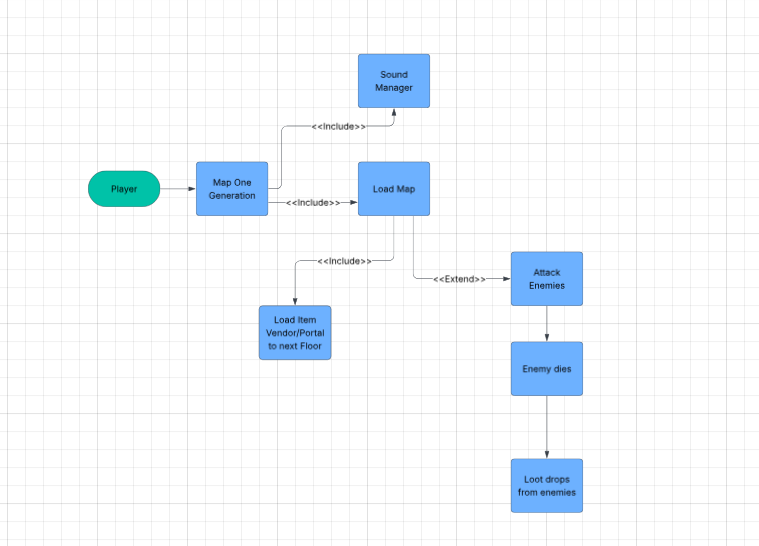 Sound
Manager
<<Include>>
Player
Map One
Generation
<<Include>>
Load Map
<<Include>>
<<Extend>>
Attack
Enemies
Load Item
Vendor/Portal
to next Floor
Enemy dies
Loot drops
from enemies